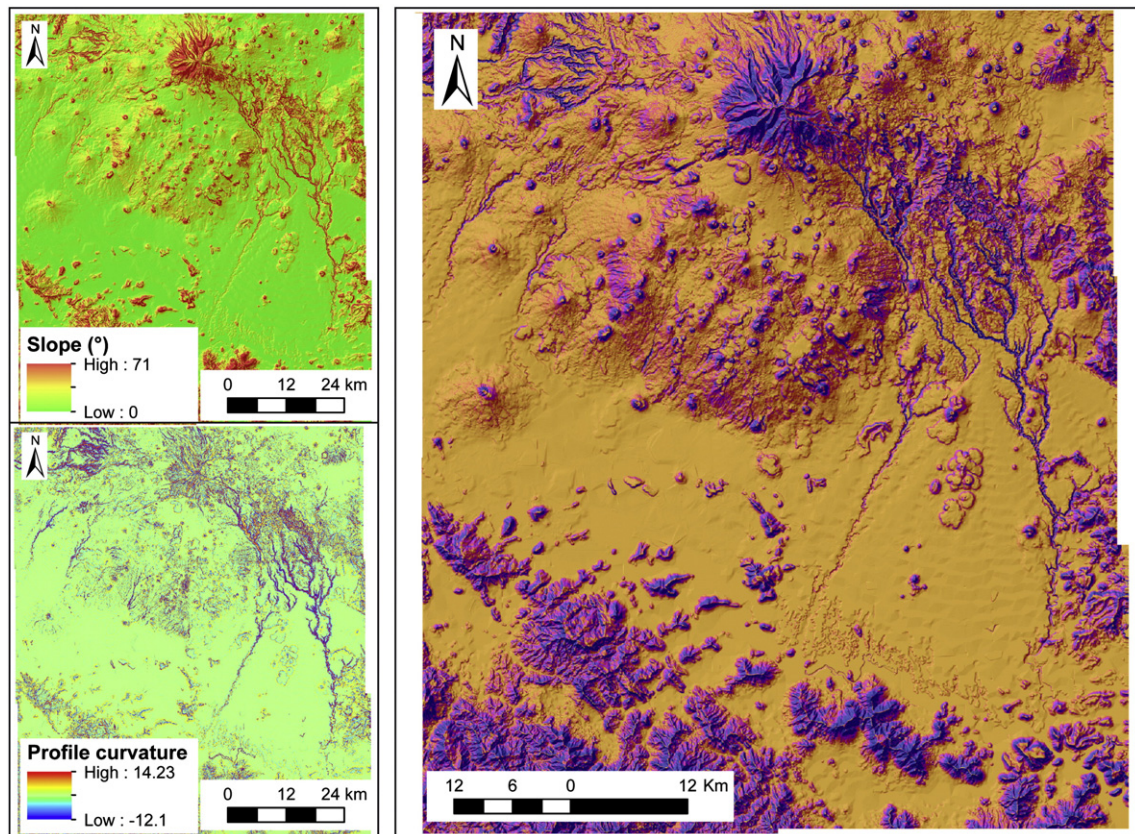 N
Slope (°)
High : 71
Low : 0
0 12 24 km
N
Profile curvature
High : 14.23
Low : -12.1
0 12 24 km
N
12 6 0 12 Km